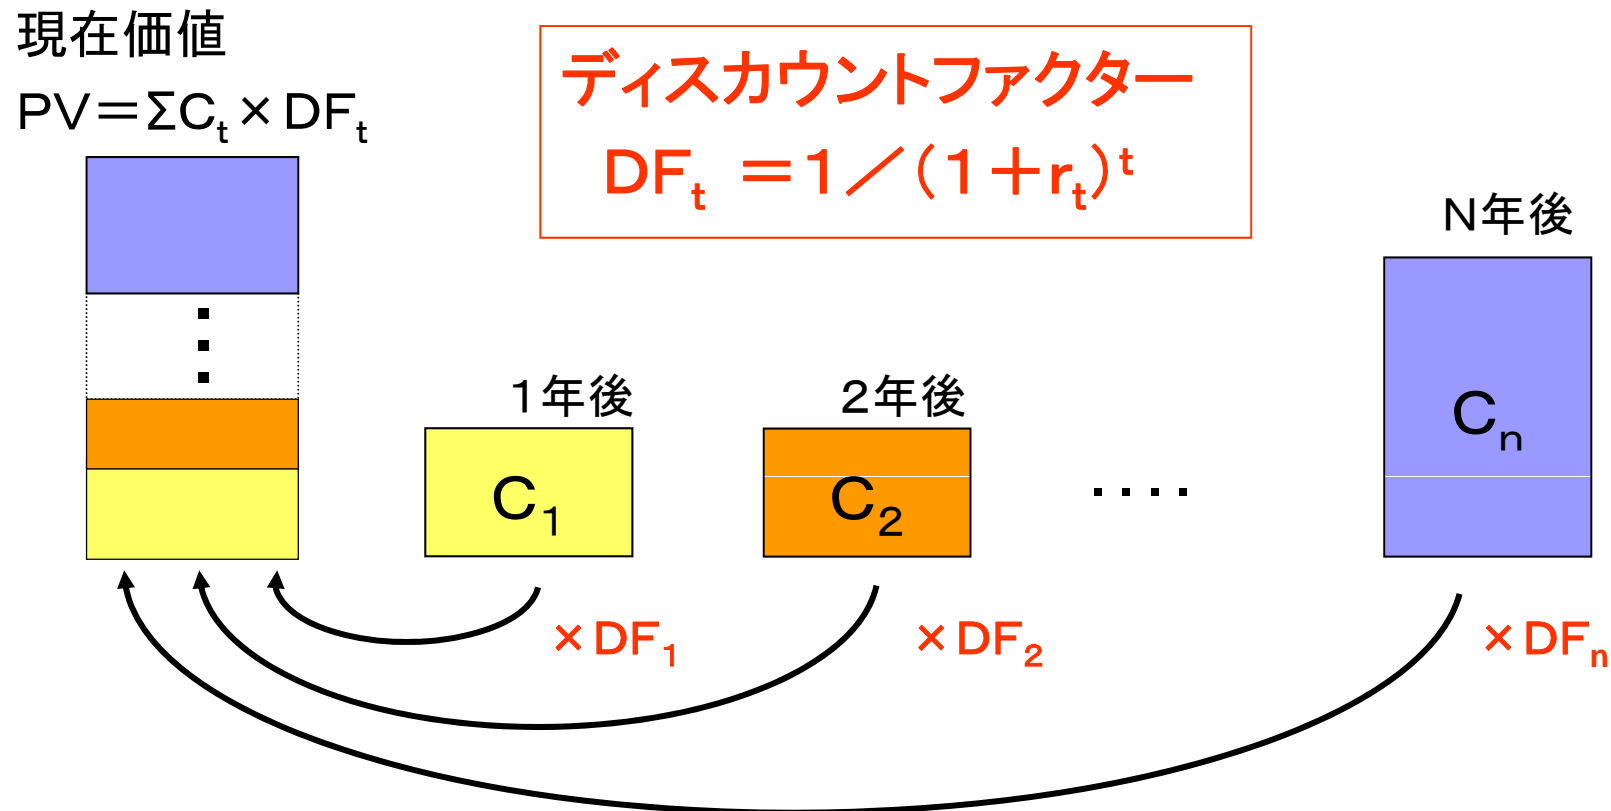 現在価値
PV＝ΣCt×DFt
ディスカウントファクター
DFt ＝1／(1＋rt)t
N年後
1年後
2年後
C1
C2
‥‥
Cn
×DF1
×DF2
×DFn